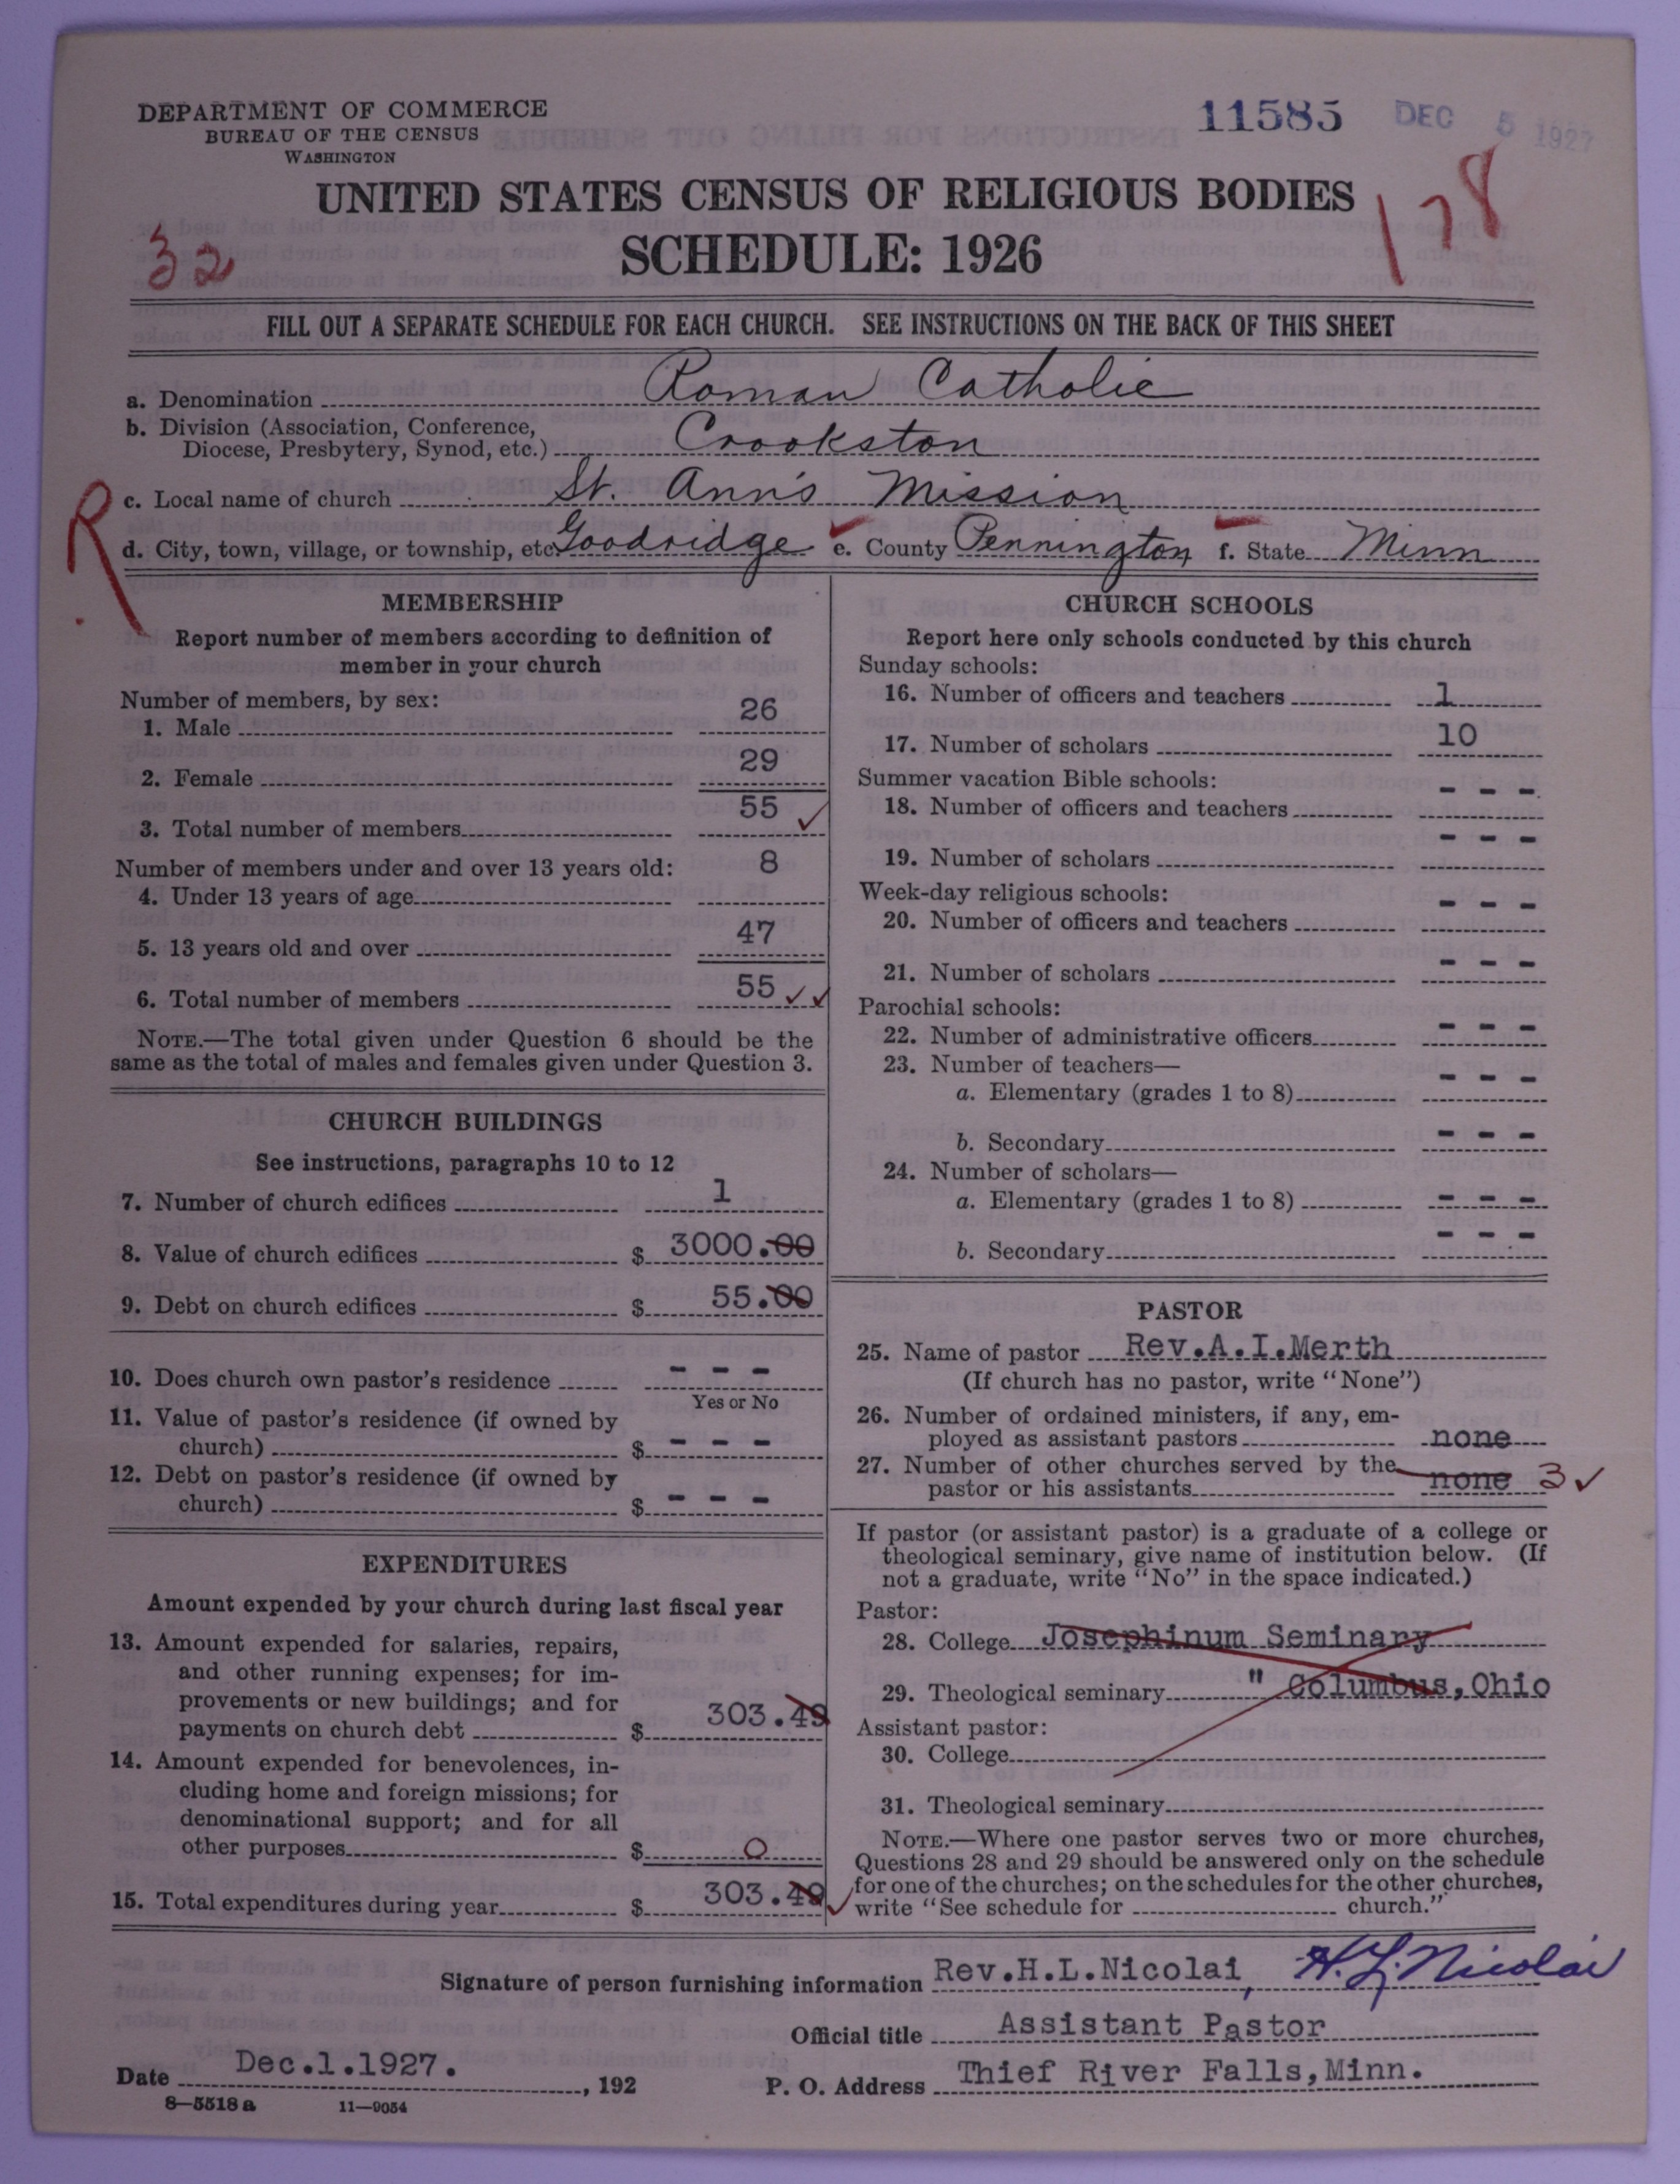 DEPARTMENT OF COMMERCE
BUREAU OF THE CENSUS
WASHINGTON
11585 DEC 5 1927
UNITED STATES CENSUS OF RELIGIOUS BODIES
SCHEDULE: 1926
32
178
FILL OUT A SEPARATE SCHEDULE FOR EACH CHURCH. SEE INSTRUCTIONS ON THE BACK OF THIS SHEET
a. Denomination Roman Catholic
b. Division (Association, Conference,
Diocese, Presbytery, Synod, etc.) Crookston
R
c. Local name of church St. Ann's Mission
d. City, town, village, or township, etc. Goodridge e. County Pennington f. State Minn
MEMBERSHIP
Report number of members according to definition of
member in your church
Number of members, by sex:
1. Male 26
2. Female 29
3. Total number of members 55 ✓
Number of members under and over 13 years old:
4. Under 13 years of age 8
5. 13 years old and over 47
6. Total number of members 55 ✓✓
NOTE.—The total given under Question 6 should be the
same as the total of males and females given under Question 3.
CHURCH BUILDINGS
See instructions, paragraphs 10 to 12
7. Number of church edifices 1
8. Value of church edifices $ 3000.00
9. Debt on church edifices $ 55.00
10. Does church own pastor's residence - - -
Yes or No
11. Value of pastor's residence (if owned by
church) $ - - -
12. Debt on pastor's residence (if owned by
church) $ - - -
EXPENDITURES
Amount expended by your church during last fiscal year
13. Amount expended for salaries, repairs,
and other running expenses; for im-
provements or new buildings; and for
payments on church debt $ 303.49
14. Amount expended for benevolences, in-
cluding home and foreign missions; for
denominational support; and for all
other purposes $ 0
15. Total expenditures during year $ 303.49 ✓
CHURCH SCHOOLS
Report here only schools conducted by this church
Sunday schools:
16. Number of officers and teachers 1
17. Number of scholars 10
Summer vacation Bible schools:
18. Number of officers and teachers - - -
19. Number of scholars - - -
Week-day religious schools:
20. Number of officers and teachers - - -
21. Number of scholars - - -
Parochial schools:
22. Number of administrative officers - - -
23. Number of teachers—
a. Elementary (grades 1 to 8) - - -
b. Secondary - - -
24. Number of scholars—
a. Elementary (grades 1 to 8) - - -
b. Secondary - - -
PASTOR
25. Name of pastor Rev.A.I.Merth
(If church has no pastor, write "None")
26. Number of ordained ministers, if any, em-
ployed as assistant pastors none
27. Number of other churches served by the
pastor or his assistants none 3 ✓
If pastor (or assistant pastor) is a graduate of a college or
theological seminary, give name of institution below. (If
not a graduate, write "No" in the space indicated.)
Pastor:
28. College Josephinum Seminary
29. Theological seminary " Columbus,Ohio
Assistant pastor:
30. College
31. Theological seminary
NOTE.—Where one pastor serves two or more churches,
Questions 28 and 29 should be answered only on the schedule
for one of the churches; on the schedules for the other churches,
write "See schedule for church."
Signature of person furnishing information Rev.H.L.Nicolai, H.L. Nicolai
Official title Assistant Pastor
Date Dec.1.1927. , 192
P. O. Address Thief River Falls,Minn.
8—5518 a 11—9054